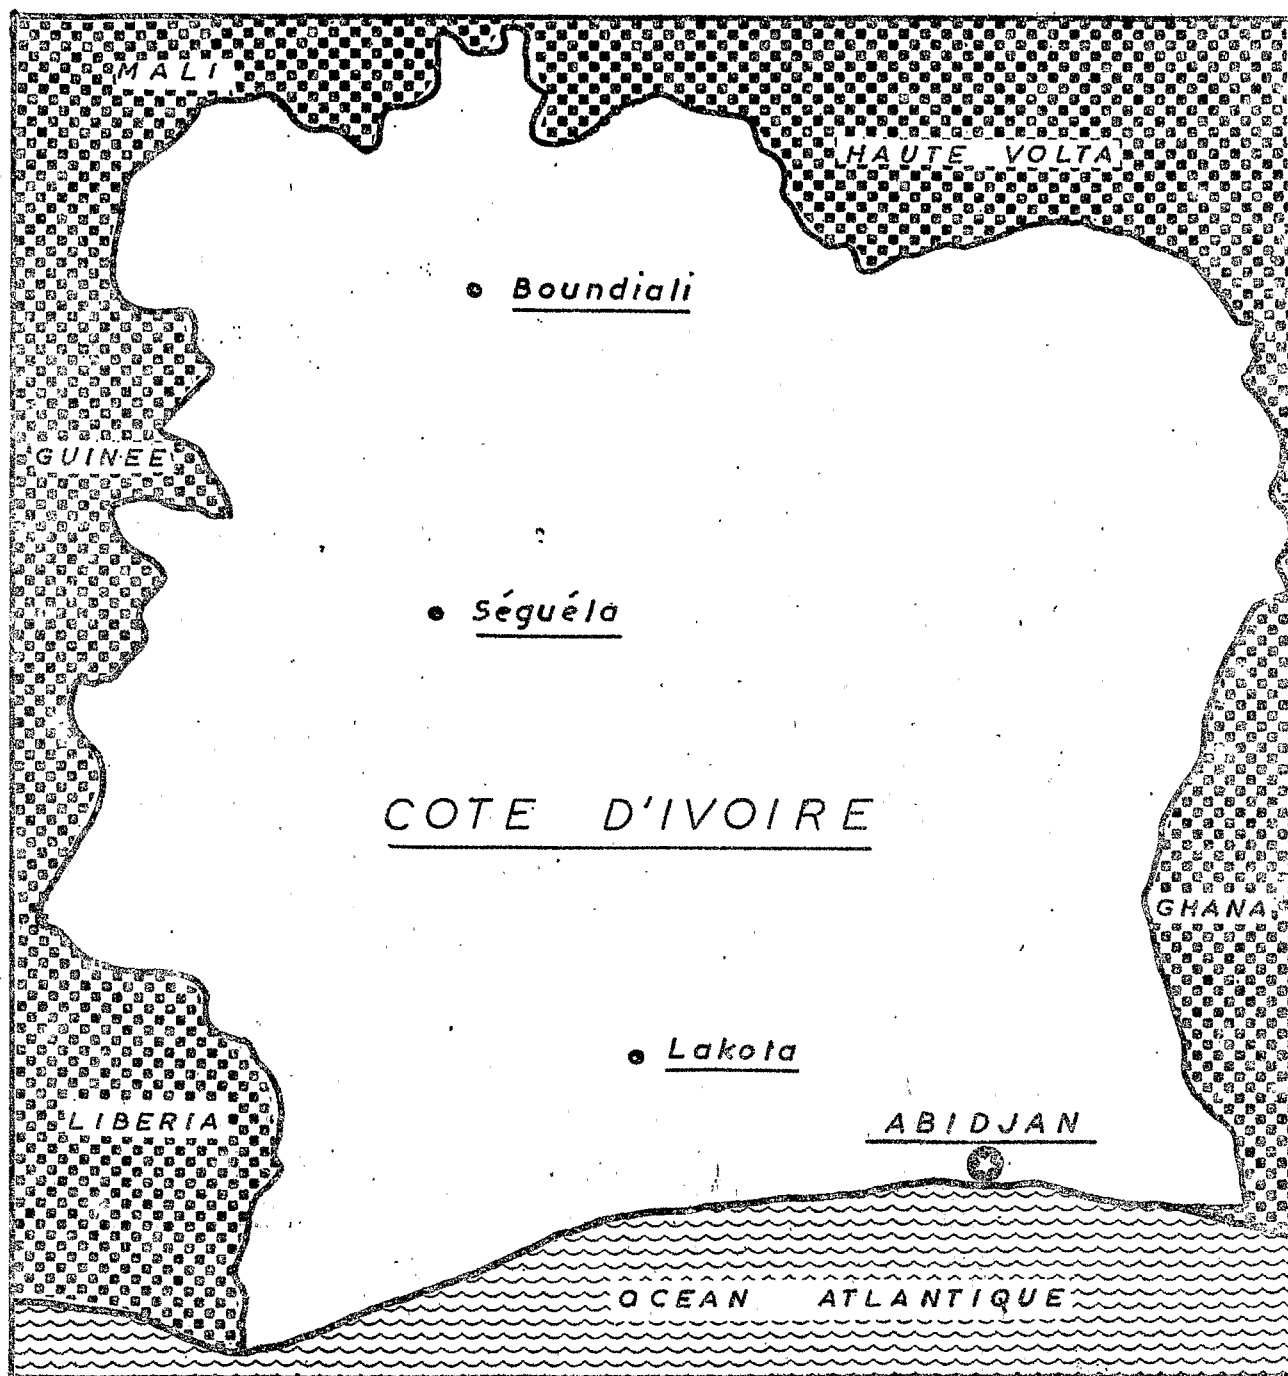 MALI
HAUTE VOLTA
Boundiali
GUINEE
Séguéla
COTE D'IVOIRE
GHANA
Lakota
LIBERIA
ABIDJAN
OCEAN ATLANTIQUE